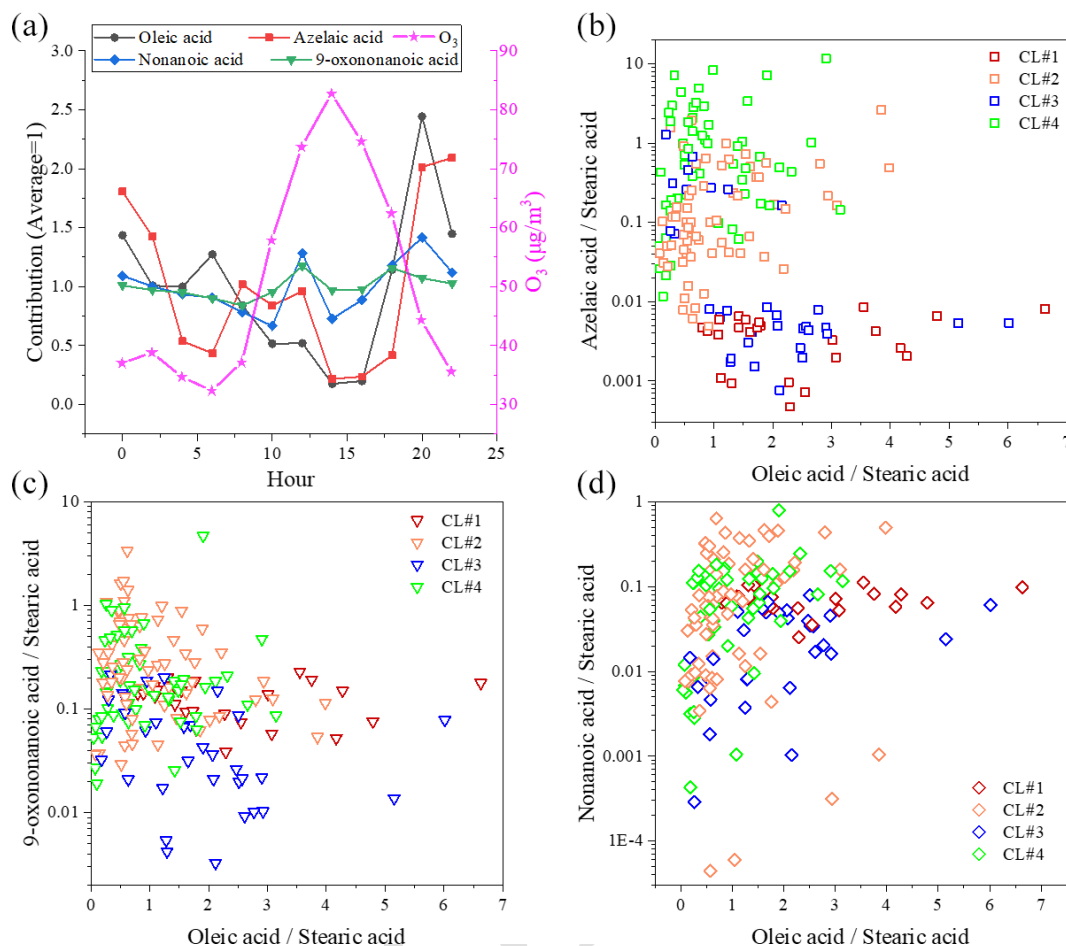 (a)
Oleic acid Azelaic acid O₃
Nonanoic acid 9-oxononanoic acid
Contribution (Average=1)
3.0
2.5
2.0
1.5
1.0
0.5
0.0
0 5 10 15 20 25
Hour
90
80
70
60
50
40
30
O₃ (μg/m³)
(b)
Azelaic acid / Stearic acid
10
1
0.1
0.01
0.001
CL#1
CL#2
CL#3
CL#4
0 1 2 3 4 5 6 7
Oleic acid / Stearic acid
(c)
9-oxononanoic acid / Stearic acid
10
1
0.1
0.01
CL#1
CL#2
CL#3
CL#4
0 1 2 3 4 5 6 7
Oleic acid / Stearic acid
(d)
Nonanoic acid / Stearic acid
1
0.1
0.01
0.001
1E-4
CL#1
CL#2
CL#3
CL#4
0 1 2 3 4 5 6 7
Oleic acid / Stearic acid